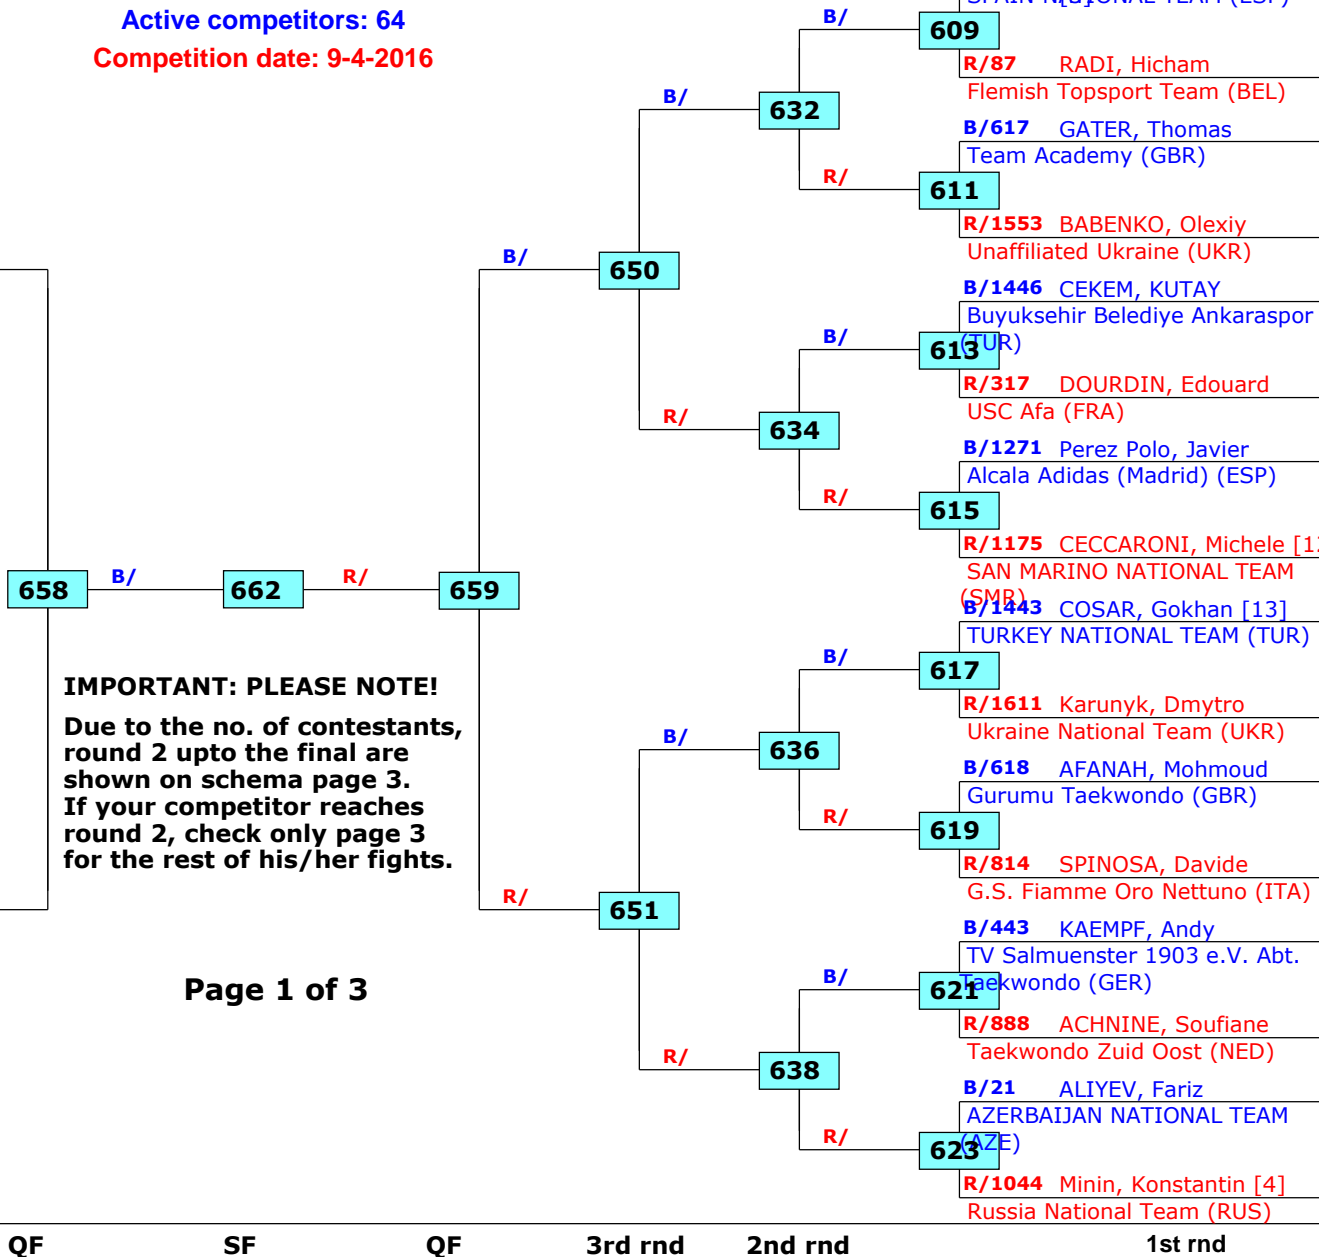 Active competitors: 64
Competition date: 9-4-2016
B/
609
R/87 RADI, Hicham
Flemish Topsport Team (BEL)
B/
632
B/617 GATER, Thomas
Team Academy (GBR)
R/
611
R/1553 BABENKO, Olexiy
Unaffiliated Ukraine (UKR)
B/
650
B/1446 CEKEM, KUTAY
Buyuksehir Belediye Ankaraspor
(TUR)
B/
613
R/317 DOURDIN, Edouard
USC Afa (FRA)
R/
634
B/1271 Perez Polo, Javier
Alcala Adidas (Madrid) (ESP)
R/
615
R/1175 CECCARONI, Michele
SAN MARINO NATIONAL TEAM
(SMR)
658
B/
662
R/
659
B/1443 COSAR, Gokhan [13]
TURKEY NATIONAL TEAM (TUR)
B/
617
R/1611 Karunyk, Dmytro
Ukraine National Team (UKR)
IMPORTANT: PLEASE NOTE!
Due to the no. of contestants,
round 2 upto the final are
shown on schema page 3.
If your competitor reaches
round 2, check only page 3
for the rest of his/her fights.
B/
636
B/618 AFANAH, Mohmoud
Gurumu Taekwondo (GBR)
R/
619
R/814 SPINOSA, Davide
G.S. Fiamme Oro Nettuno (ITA)
R/
651
B/443 KAEMPF, Andy
TV Salmuenster 1903 e.V. Abt.
Taekwondo (GER)
Page 1 of 3
B/
621
R/888 ACHNINE, Soufiane
Taekwondo Zuid Oost (NED)
R/
638
B/21 ALIYEV, Fariz
AZERBAIJAN NATIONAL TEAM
(AZE)
R/
623
R/1044 Minin, Konstantin [4]
Russia National Team (RUS)
QF SF QF 3rd rnd 2nd rnd 1st rnd